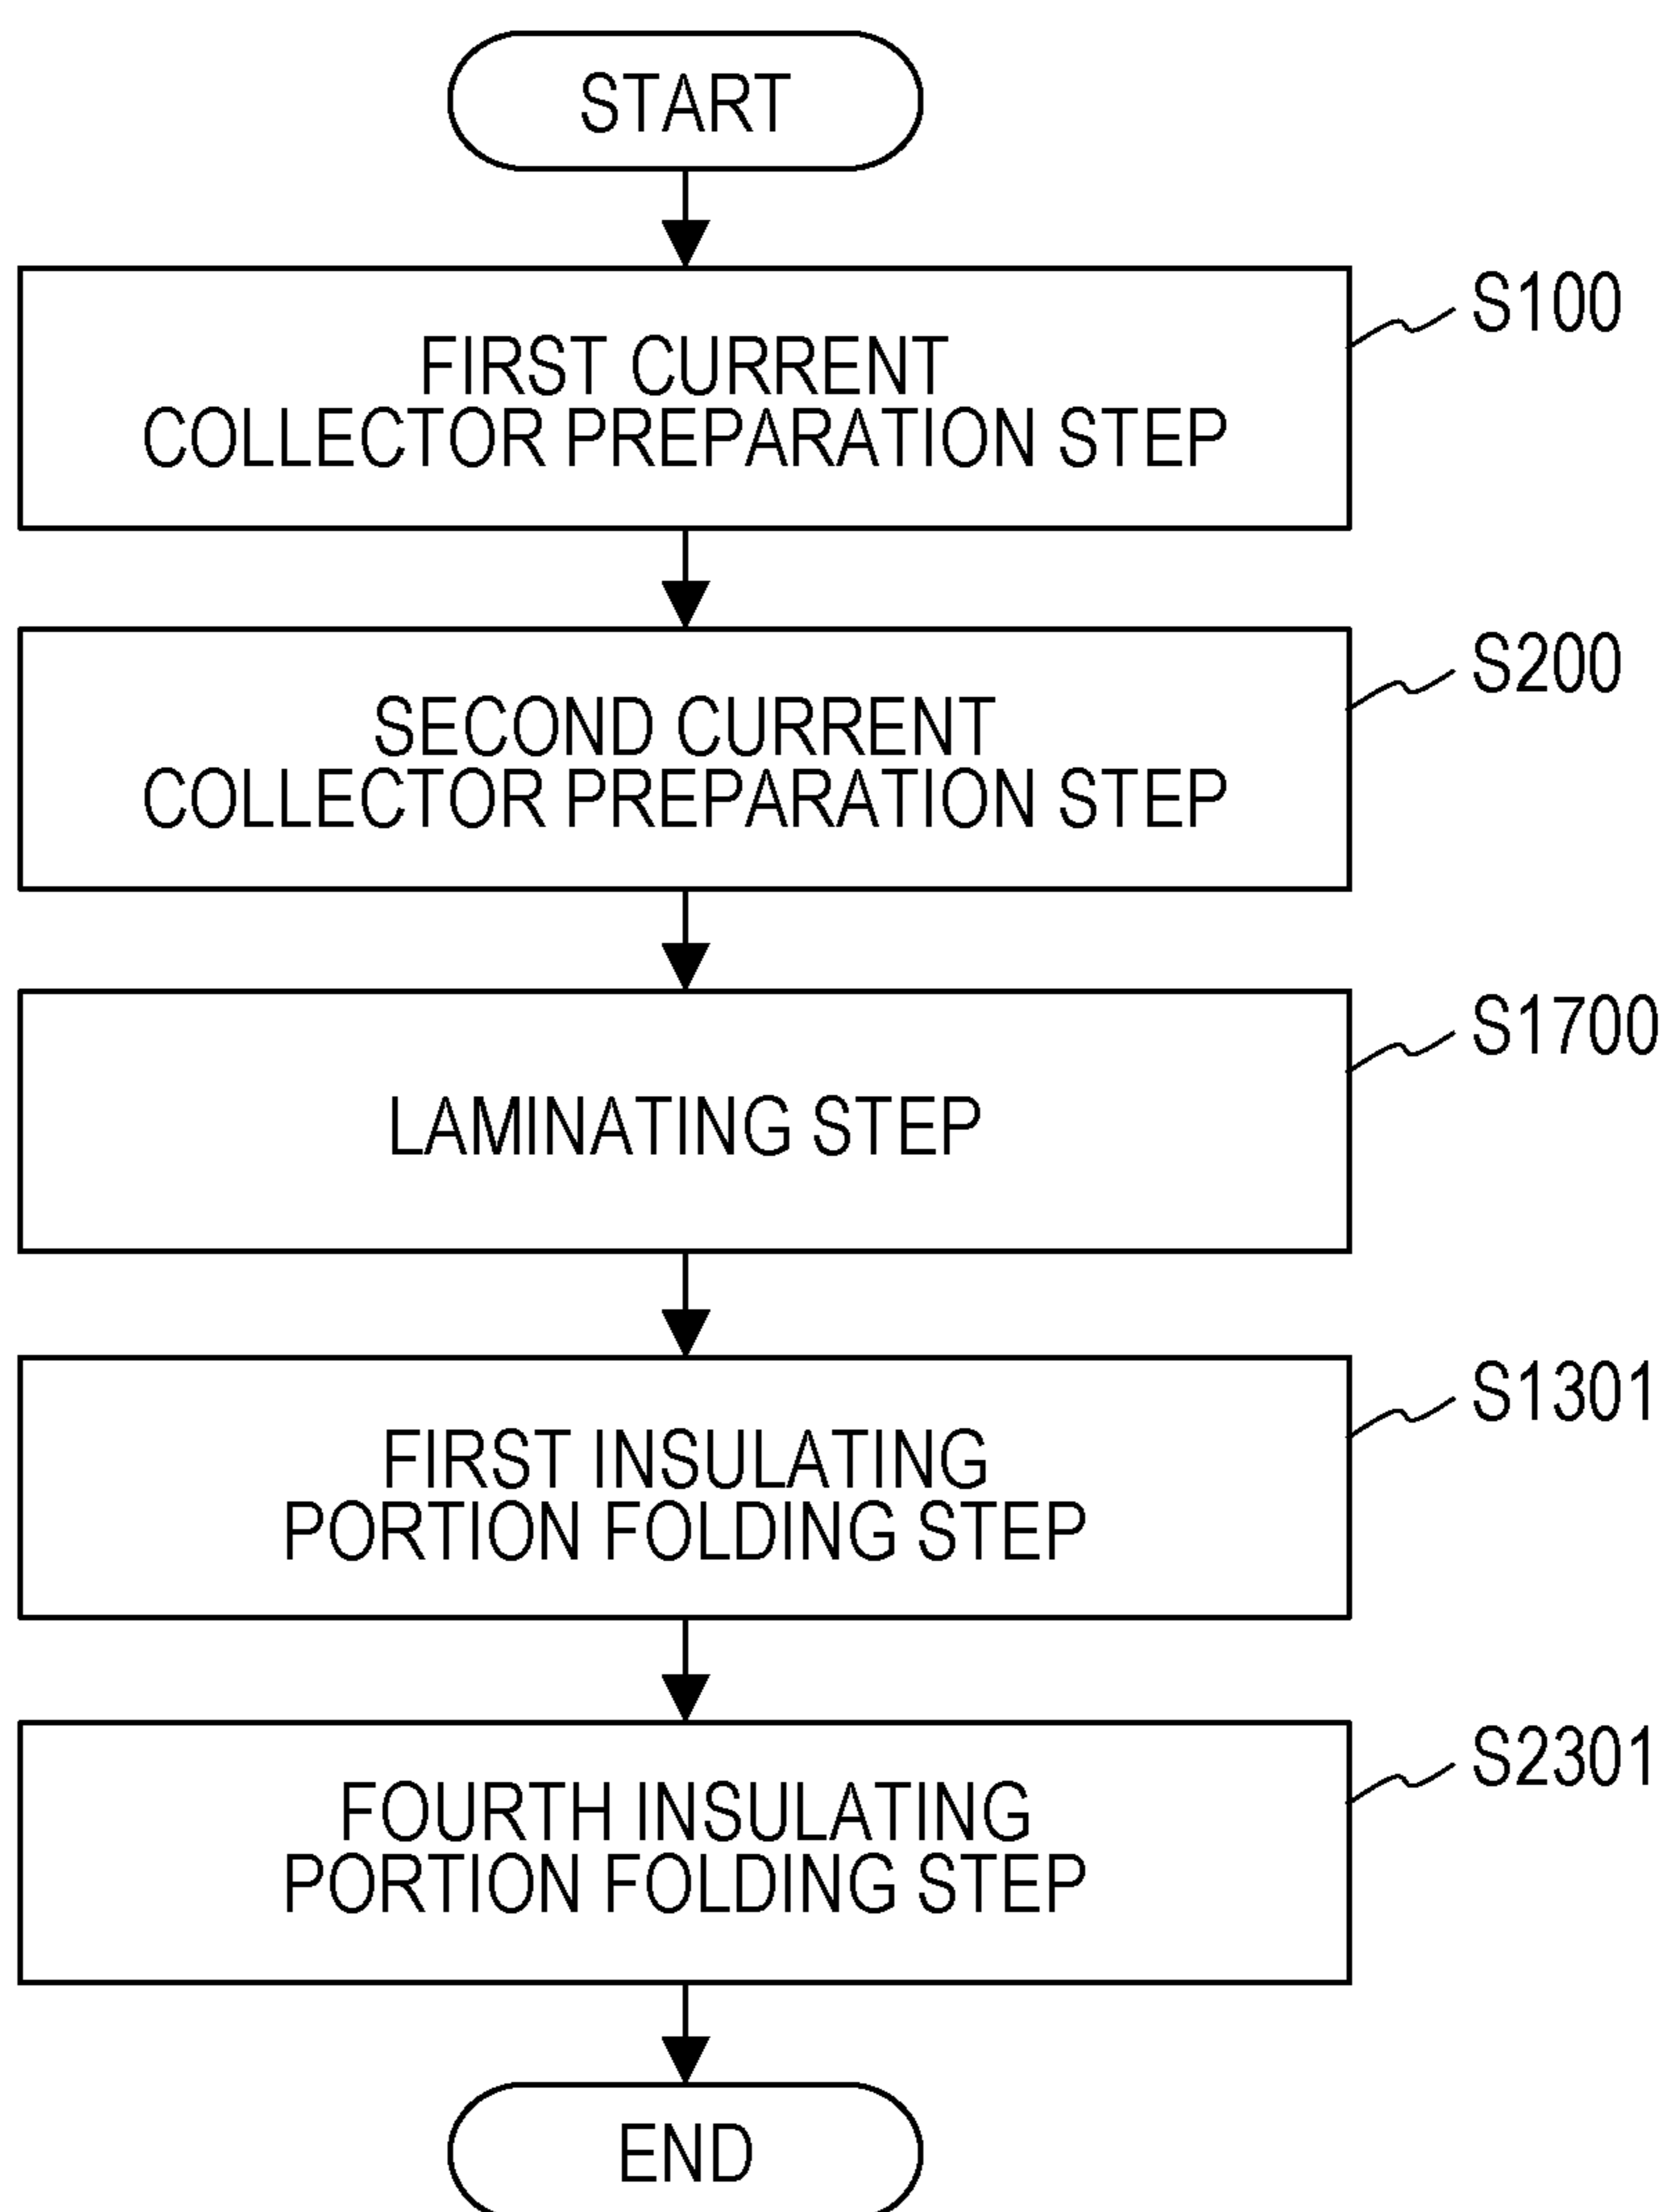 START
FIRST CURRENT
COLLECTOR PREPARATION STEP
S100
SECOND CURRENT
COLLECTOR PREPARATION STEP
S200
LAMINATING STEP
S1700
FIRST INSULATING
PORTION FOLDING STEP
S1301
FOURTH INSULATING
PORTION FOLDING STEP
S2301
END